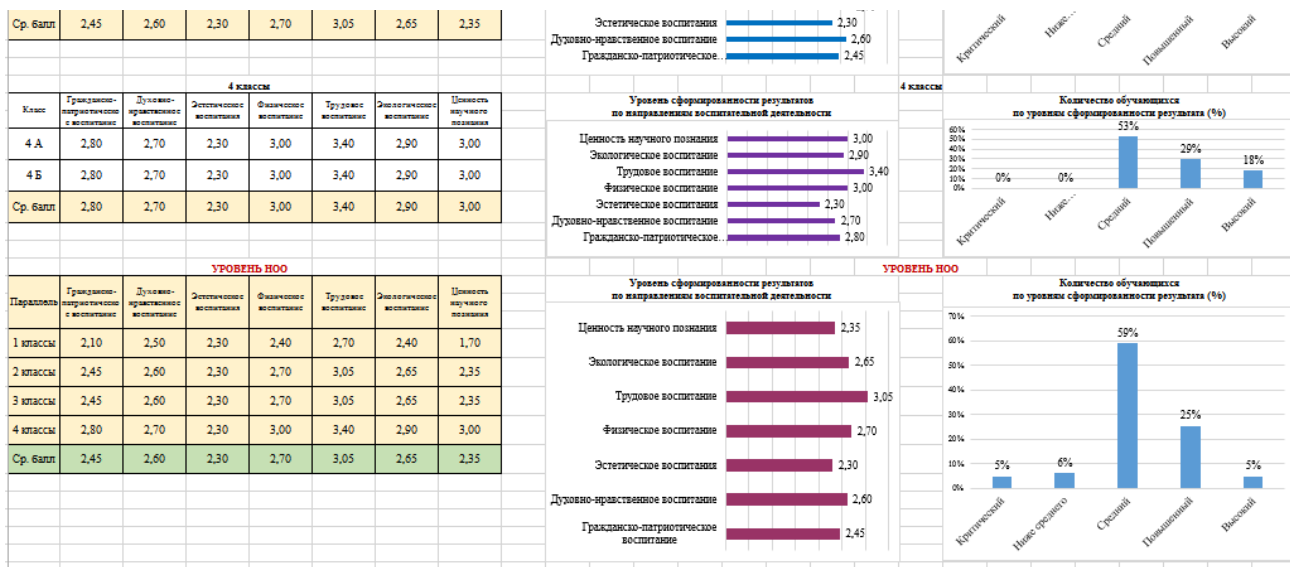 Ср. балл 2,45 2,60 2,30 2,70 3,05 2,65 2,35
Эстетическое воспитания 2,30
Духовно-нравственное воспитание 2,60
Гражданско-патриотическое… 2,45
Критический Ниже… Средний Повышенный Высокий
4 классы
Класс Гражданско-патриотическое воспитание Духовно-нравственное воспитание Эстетическое воспитания Физическое воспитание Трудовое воспитание Экологическое воспитание Ценность научного познания
4 А 2,80 2,70 2,30 3,00 3,40 2,90 3,00
4 Б 2,80 2,70 2,30 3,00 3,40 2,90 3,00
Ср. балл 2,80 2,70 2,30 3,00 3,40 2,90 3,00
4 классы
Уровень сформированности результатов
по направлениям воспитательной деятельности
Ценность научного познания 3,00
Экологическое воспитание 2,90
Трудовое воспитание 3,40
Физическое воспитание 3,00
Эстетическое воспитания 2,30
Духовно-нравственное воспитание 2,70
Гражданско-патриотическое… 2,80
Количество обучающихся
по уровням сформированности результата (%)
60%
50%
40%
30%
20%
10%
0%
0% 0% 53% 29% 18%
Критический Ниже… Средний Повышенный Высокий
УРОВЕНЬ НОО
Параллель Гражданско-патриотическое воспитание Духовно-нравственное воспитание Эстетическое воспитания Физическое воспитание Трудовое воспитание Экологическое воспитание Ценность научного познания
1 классы 2,10 2,50 2,30 2,40 2,70 2,40 1,70
2 классы 2,45 2,60 2,30 2,70 3,05 2,65 2,35
3 классы 2,45 2,60 2,30 2,70 3,05 2,65 2,35
4 классы 2,80 2,70 2,30 3,00 3,40 2,90 3,00
Ср. балл 2,45 2,60 2,30 2,70 3,05 2,65 2,35
УРОВЕНЬ НОО
Уровень сформированности результатов
по направлениям воспитательной деятельности
Ценность научного познания 2,35
Экологическое воспитание 2,65
Трудовое воспитание 3,05
Физическое воспитание 2,70
Эстетическое воспитания 2,30
Духовно-нравственное воспитание 2,60
Гражданско-патриотическое
воспитание 2,45
Количество обучающихся
по уровням сформированности результата (%)
70%
60%
50%
40%
30%
20%
10%
0%
5% 6% 59% 25% 5%
Критический Ниже среднего Средний Повышенный Высокий